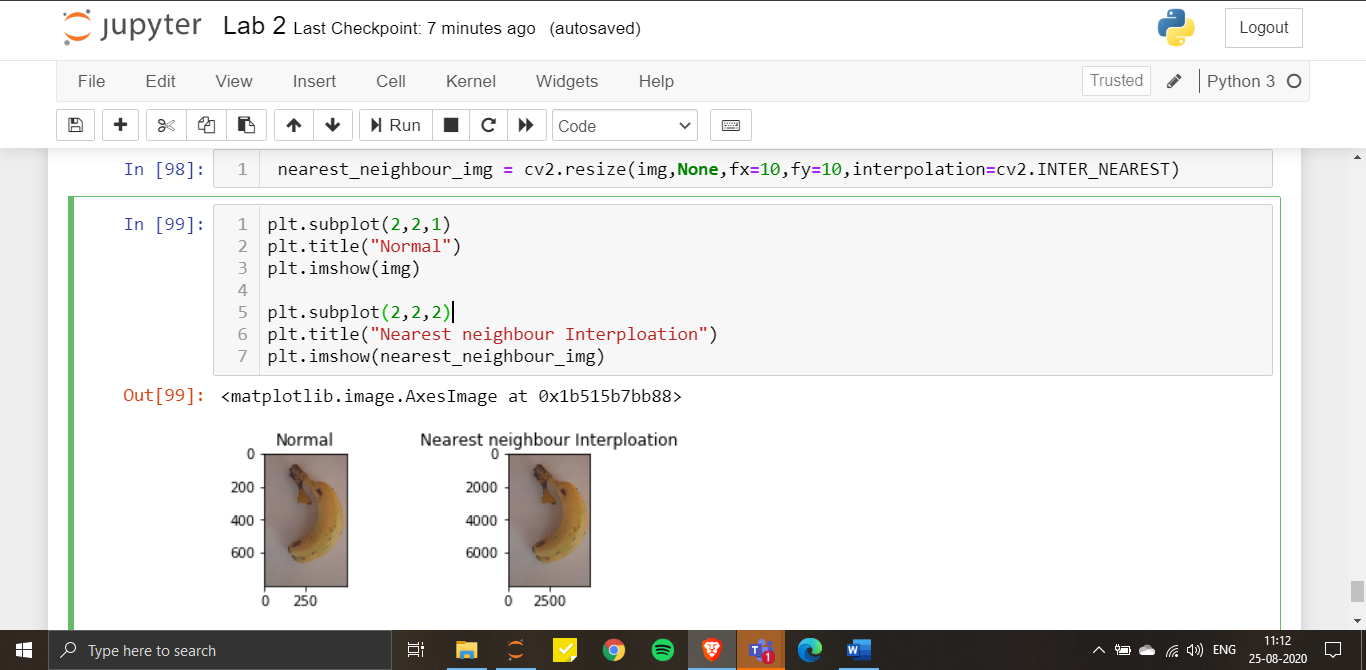 jupyter Lab 2 Last Checkpoint: 7 minutes ago (autosaved) Logout
File Edit View Insert Cell Kernel Widgets Help Trusted Python 3
Run Code
In [98]: 1 nearest_neighbour_img = cv2.resize(img,None,fx=10,fy=10,interpolation=cv2.INTER_NEAREST)
In [99]: 1 plt.subplot(2,2,1)
2 plt.title("Normal")
3 plt.imshow(img)
4
5 plt.subplot(2,2,2)
6 plt.title("Nearest neighbour Interploation")
7 plt.imshow(nearest_neighbour_img)
Out[99]: <matplotlib.image.AxesImage at 0x1b515b7bb88>
Normal Nearest neighbour Interploation
0 0
200 2000
400 4000
600 6000
0 250 0 2500
Type here to search 1 ENG 11:12
25-08-2020